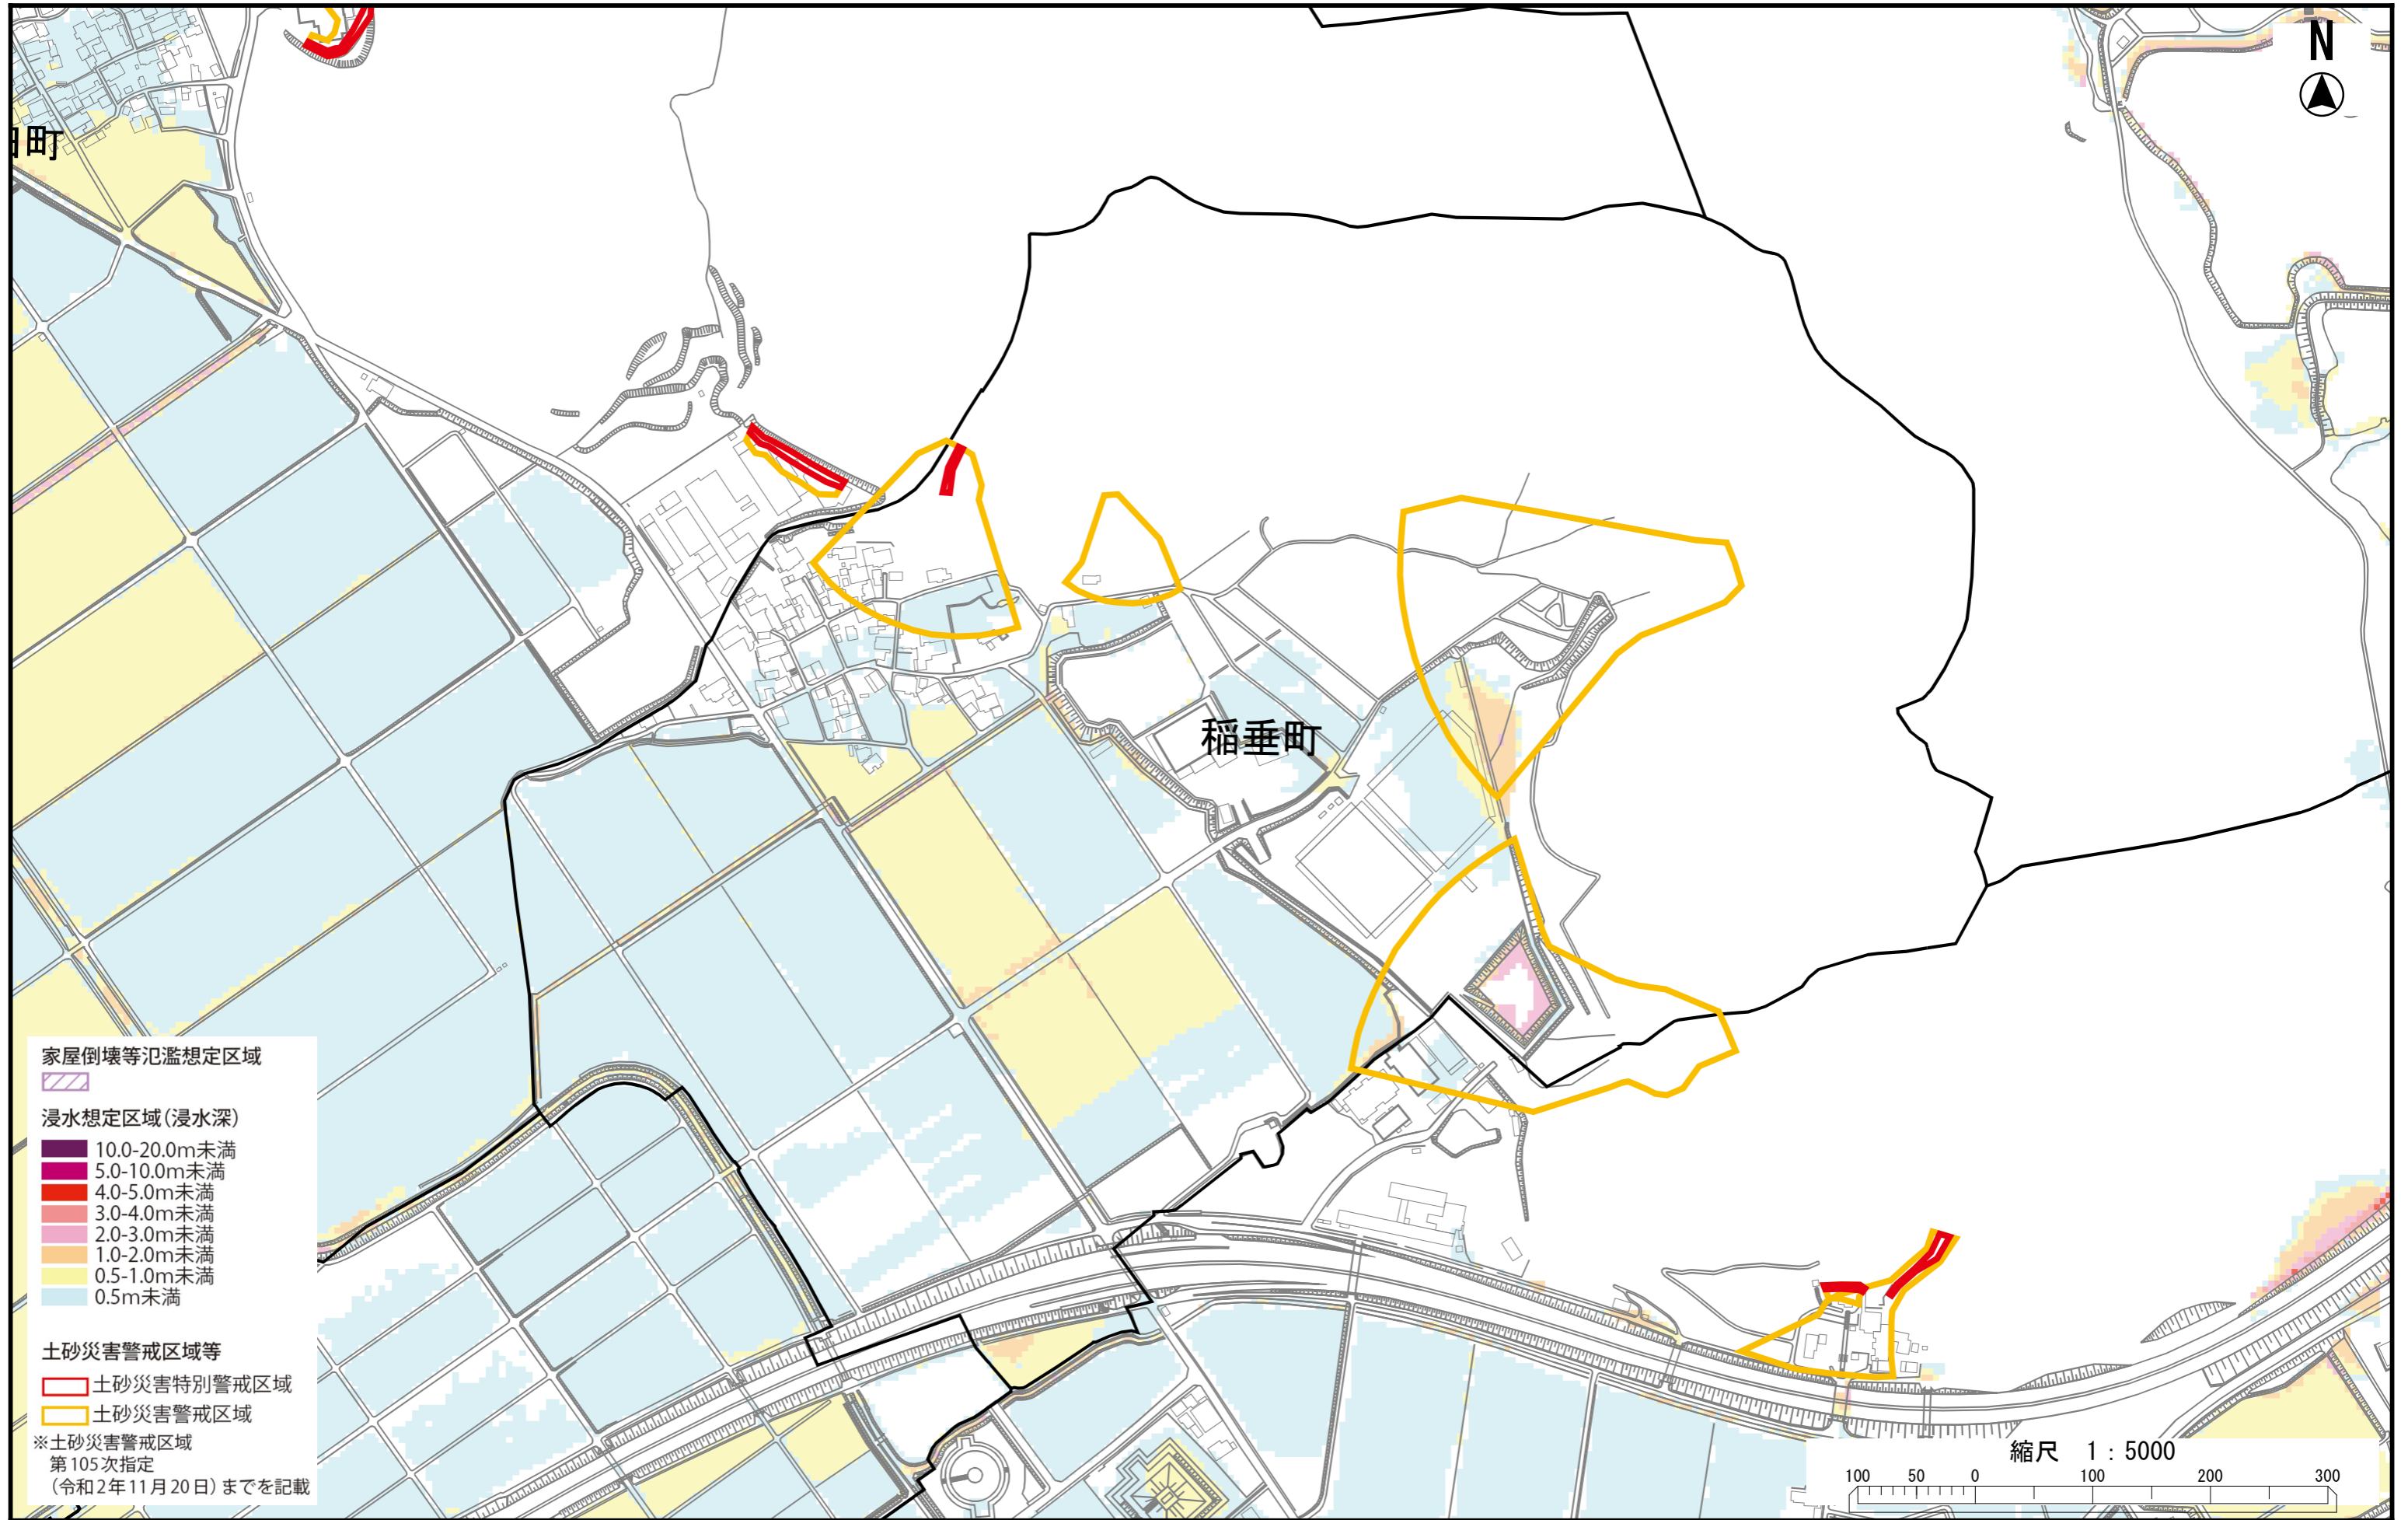 N
町
稲垂町
家屋倒壊等氾濫想定区域
浸水想定区域（浸水深）
10.0-20.0m未満
5.0-10.0m未満
4.0-5.0m未満
3.0-4.0m未満
2.0-3.0m未満
1.0-2.0m未満
0.5-1.0m未満
0.5m未満
土砂災害警戒区域等
土砂災害特別警戒区域
土砂災害警戒区域
※土砂災害警戒区域
第105次指定
（令和2年11月20日）までを記載
縮尺 1：5000
100 50 0 100 200 300